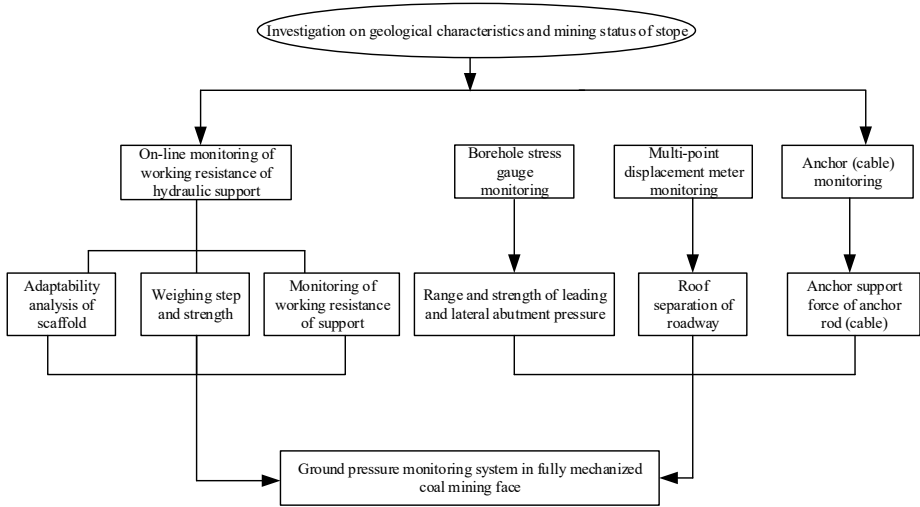 Investigation on geological characteristics and mining status of stope
On-line monitoring of
working resistance of
hydraulic support
Borehole stress
gauge
monitoring
Multi-point
displacement meter
monitoring
Anchor (cable)
monitoring
Adaptability
analysis of
scaffold
Weighing step
and strength
Monitoring of
working resistance
of support
Range and strength of leading
and lateral abutment pressure
Roof
separation of
roadway
Anchor support
force of anchor
rod (cable)
Ground pressure monitoring system in fully mechanized
coal mining face